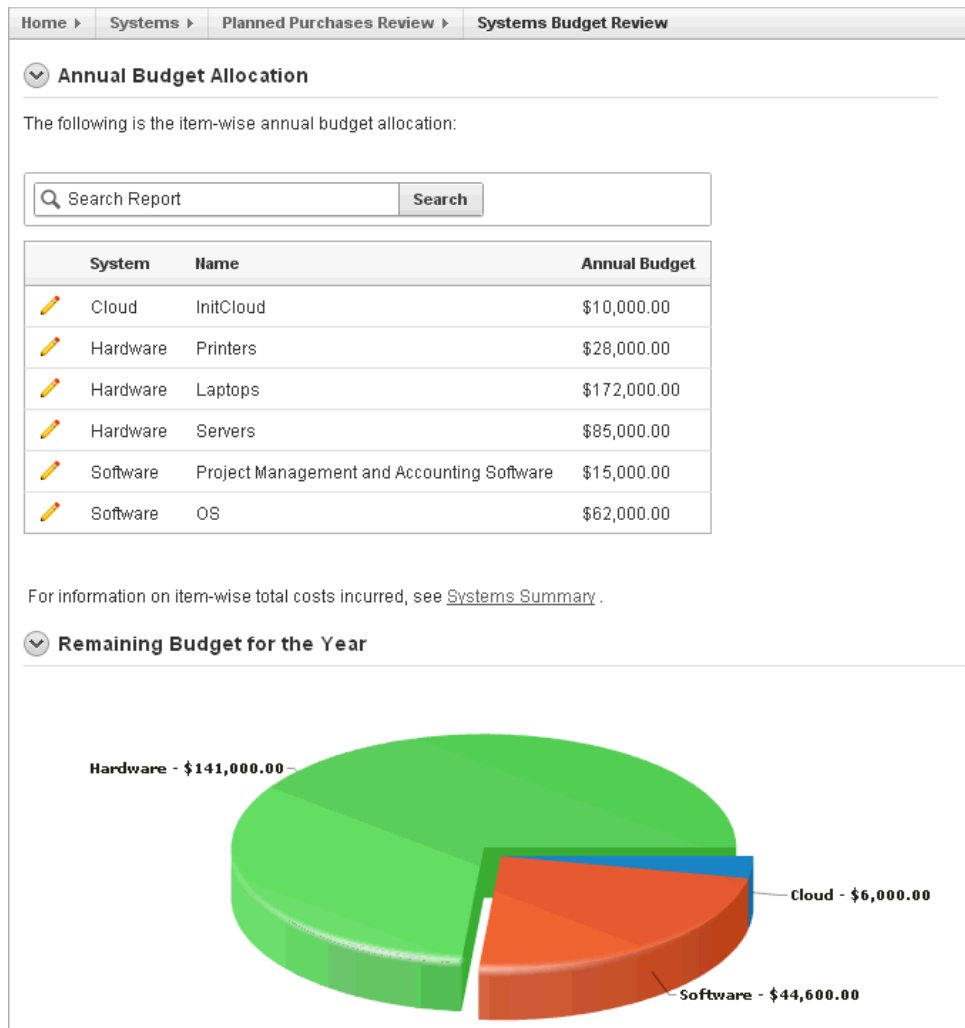 Home Systems Planned Purchases Review Systems Budget Review
Annual Budget Allocation
The following is the item-wise annual budget allocation:
Search Report Search
System Name Annual Budget
Cloud InitCloud $10,000.00
Hardware Printers $28,000.00
Hardware Laptops $172,000.00
Hardware Servers $85,000.00
Software Project Management and Accounting Software $15,000.00
Software OS $62,000.00
For information on item-wise total costs incurred, see Systems Summary .
Remaining Budget for the Year
Hardware - $141,000.00
Cloud - $6,000.00
Software - $44,600.00